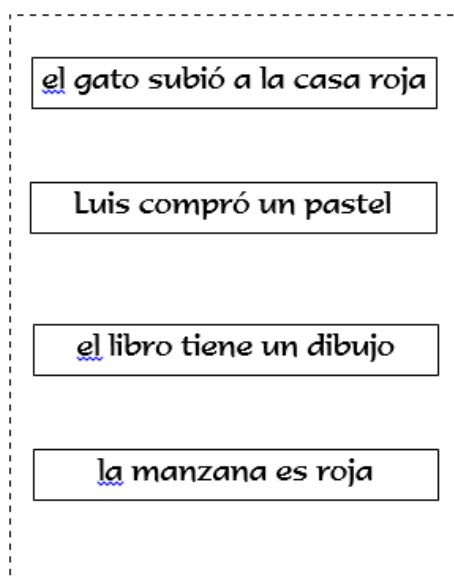 el gato subió a la casa roja
Luis compró un pastel
el libro tiene un dibujo
la manzana es roja